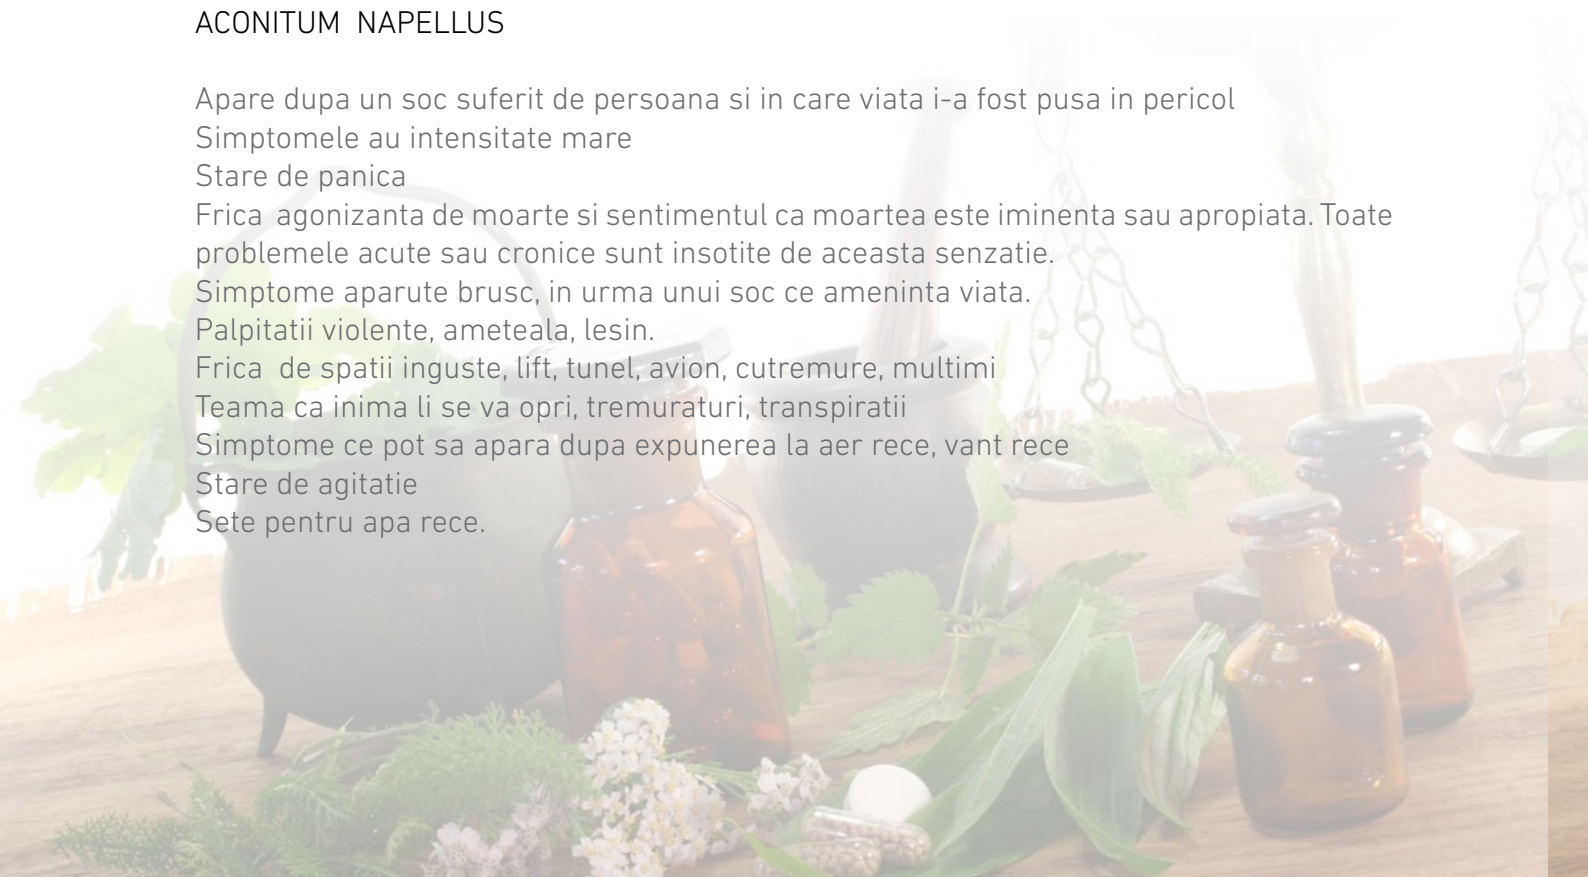 ACONITUM NAPELLUS
Apare dupa un soc suferit de persoana si in care viata i-a fost pusa in pericol
Simptomele au intensitate mare
Stare de panica
Frica agonizanta de moarte si sentimentul ca moartea este iminenta sau apropiata. Toate
problemele acute sau cronice sunt insotite de aceasta senzatie.
Simptome aparute brusc, in urma unui soc ce ameninta viata.
Palpitatii violente, ameteala, lesin.
Frica de spatii inguste, lift, tunel, avion, cutremure, multimi
Teama ca inima li se va opri, tremuraturi, transpiratii
Simptome ce pot sa apara dupa expunerea la aer rece, vant rece
Stare de agitatie
Sete pentru apa rece.